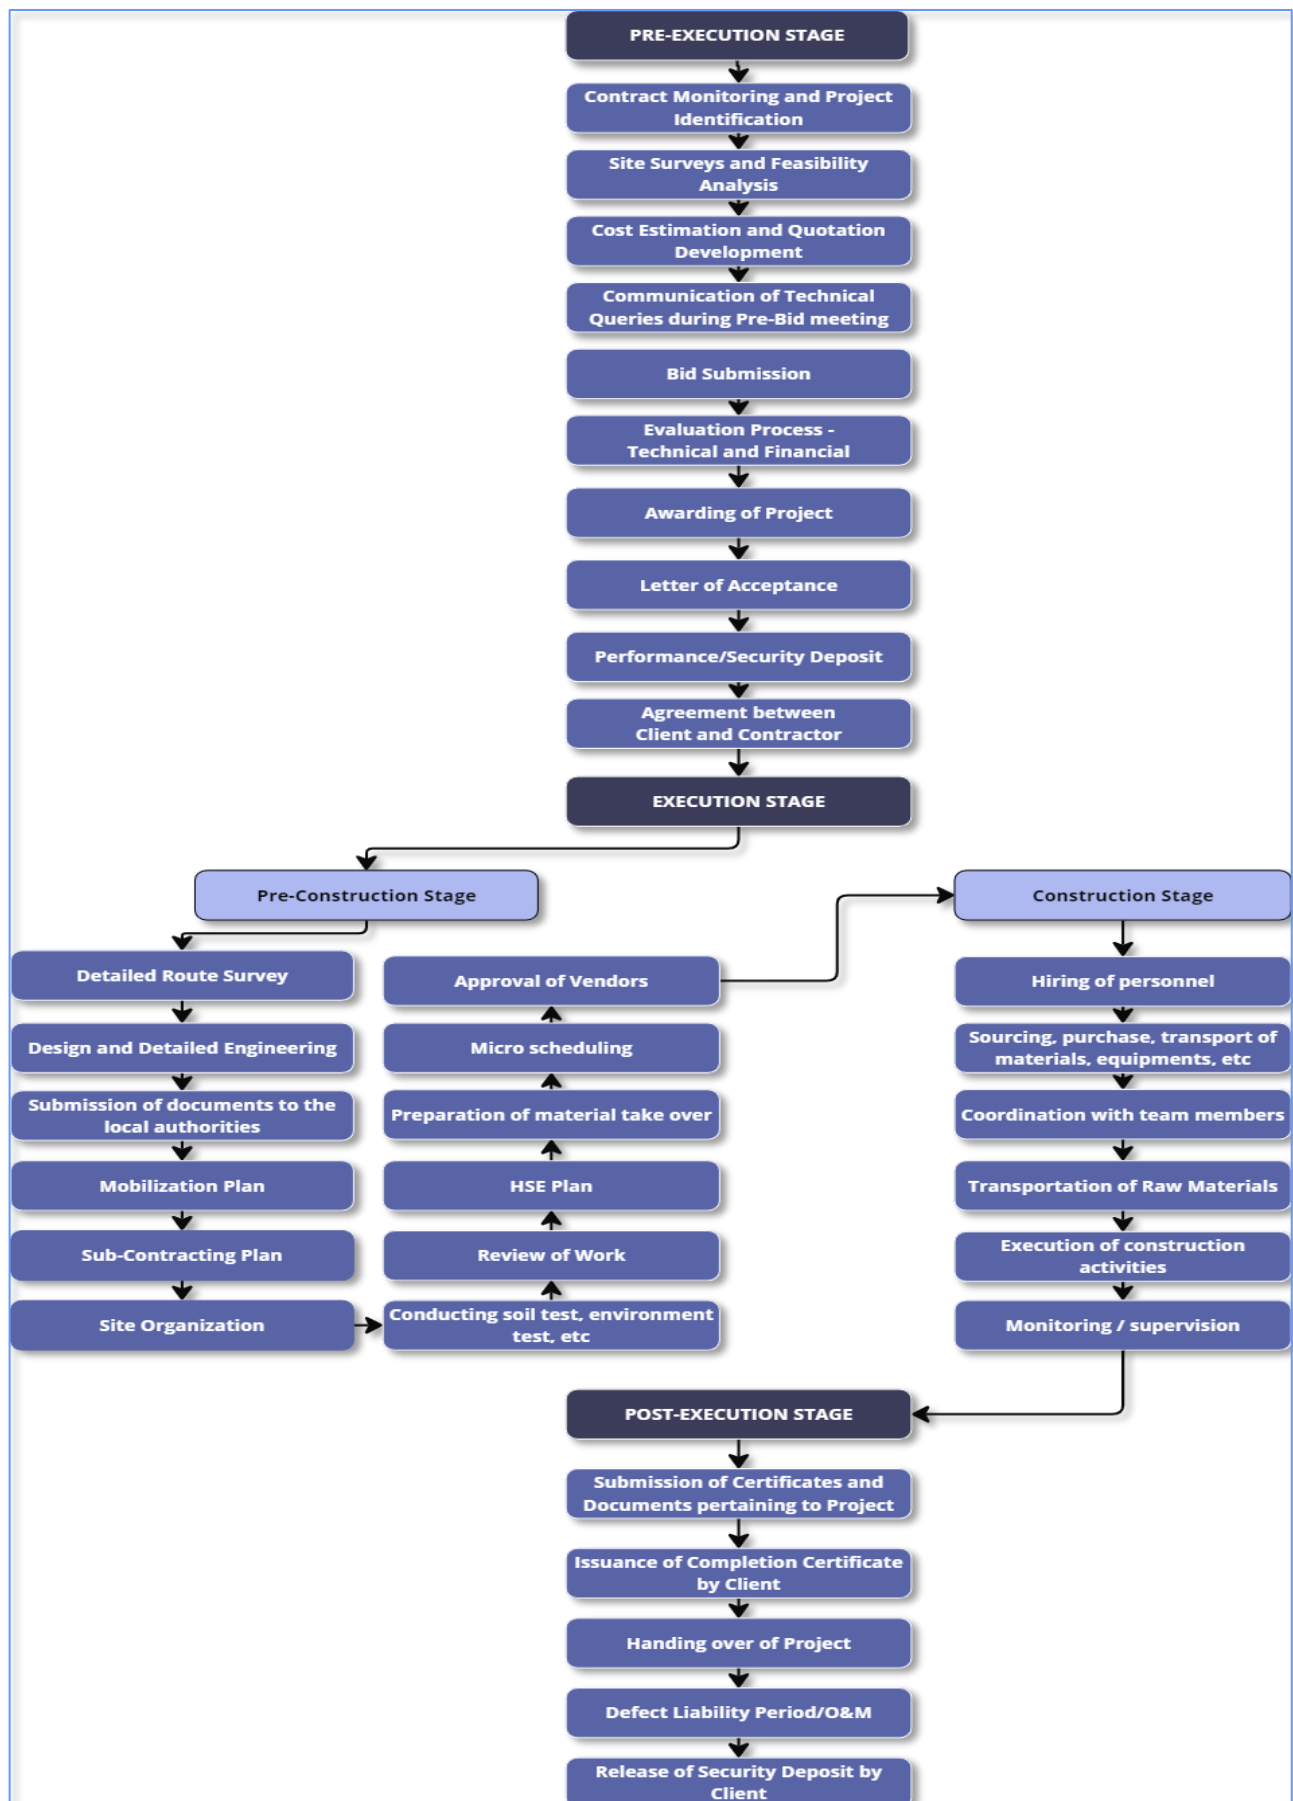 PRE-EXECUTION STAGE
Contract Monitoring and Project
Identification
Site Surveys and Feasibility
Analysis
Cost Estimation and Quotation
Development
Communication of Technical
Queries during Pre-Bid meeting
Bid Submission
Evaluation Process -
Technical and Financial
Awarding of Project
Letter of Acceptance
Performance/Security Deposit
Agreement between
Client and Contractor
EXECUTION STAGE
Pre-Construction Stage
Detailed Route Survey
Design and Detailed Engineering
Submission of documents to the
local authorities
Mobilization Plan
Sub-Contracting Plan
Site Organization
Conducting soil test, environment
test, etc
Review of Work
HSE Plan
Preparation of material take over
Micro scheduling
Approval of Vendors
Construction Stage
Hiring of personnel
Sourcing, purchase, transport of
materials, equipments, etc
Coordination with team members
Transportation of Raw Materials
Execution of construction
activities
Monitoring / supervision
POST-EXECUTION STAGE
Submission of Certificates and
Documents pertaining to Project
Issuance of Completion Certificate
by Client
Handing over of Project
Defect Liability Period/O&M
Release of Security Deposit by
Client